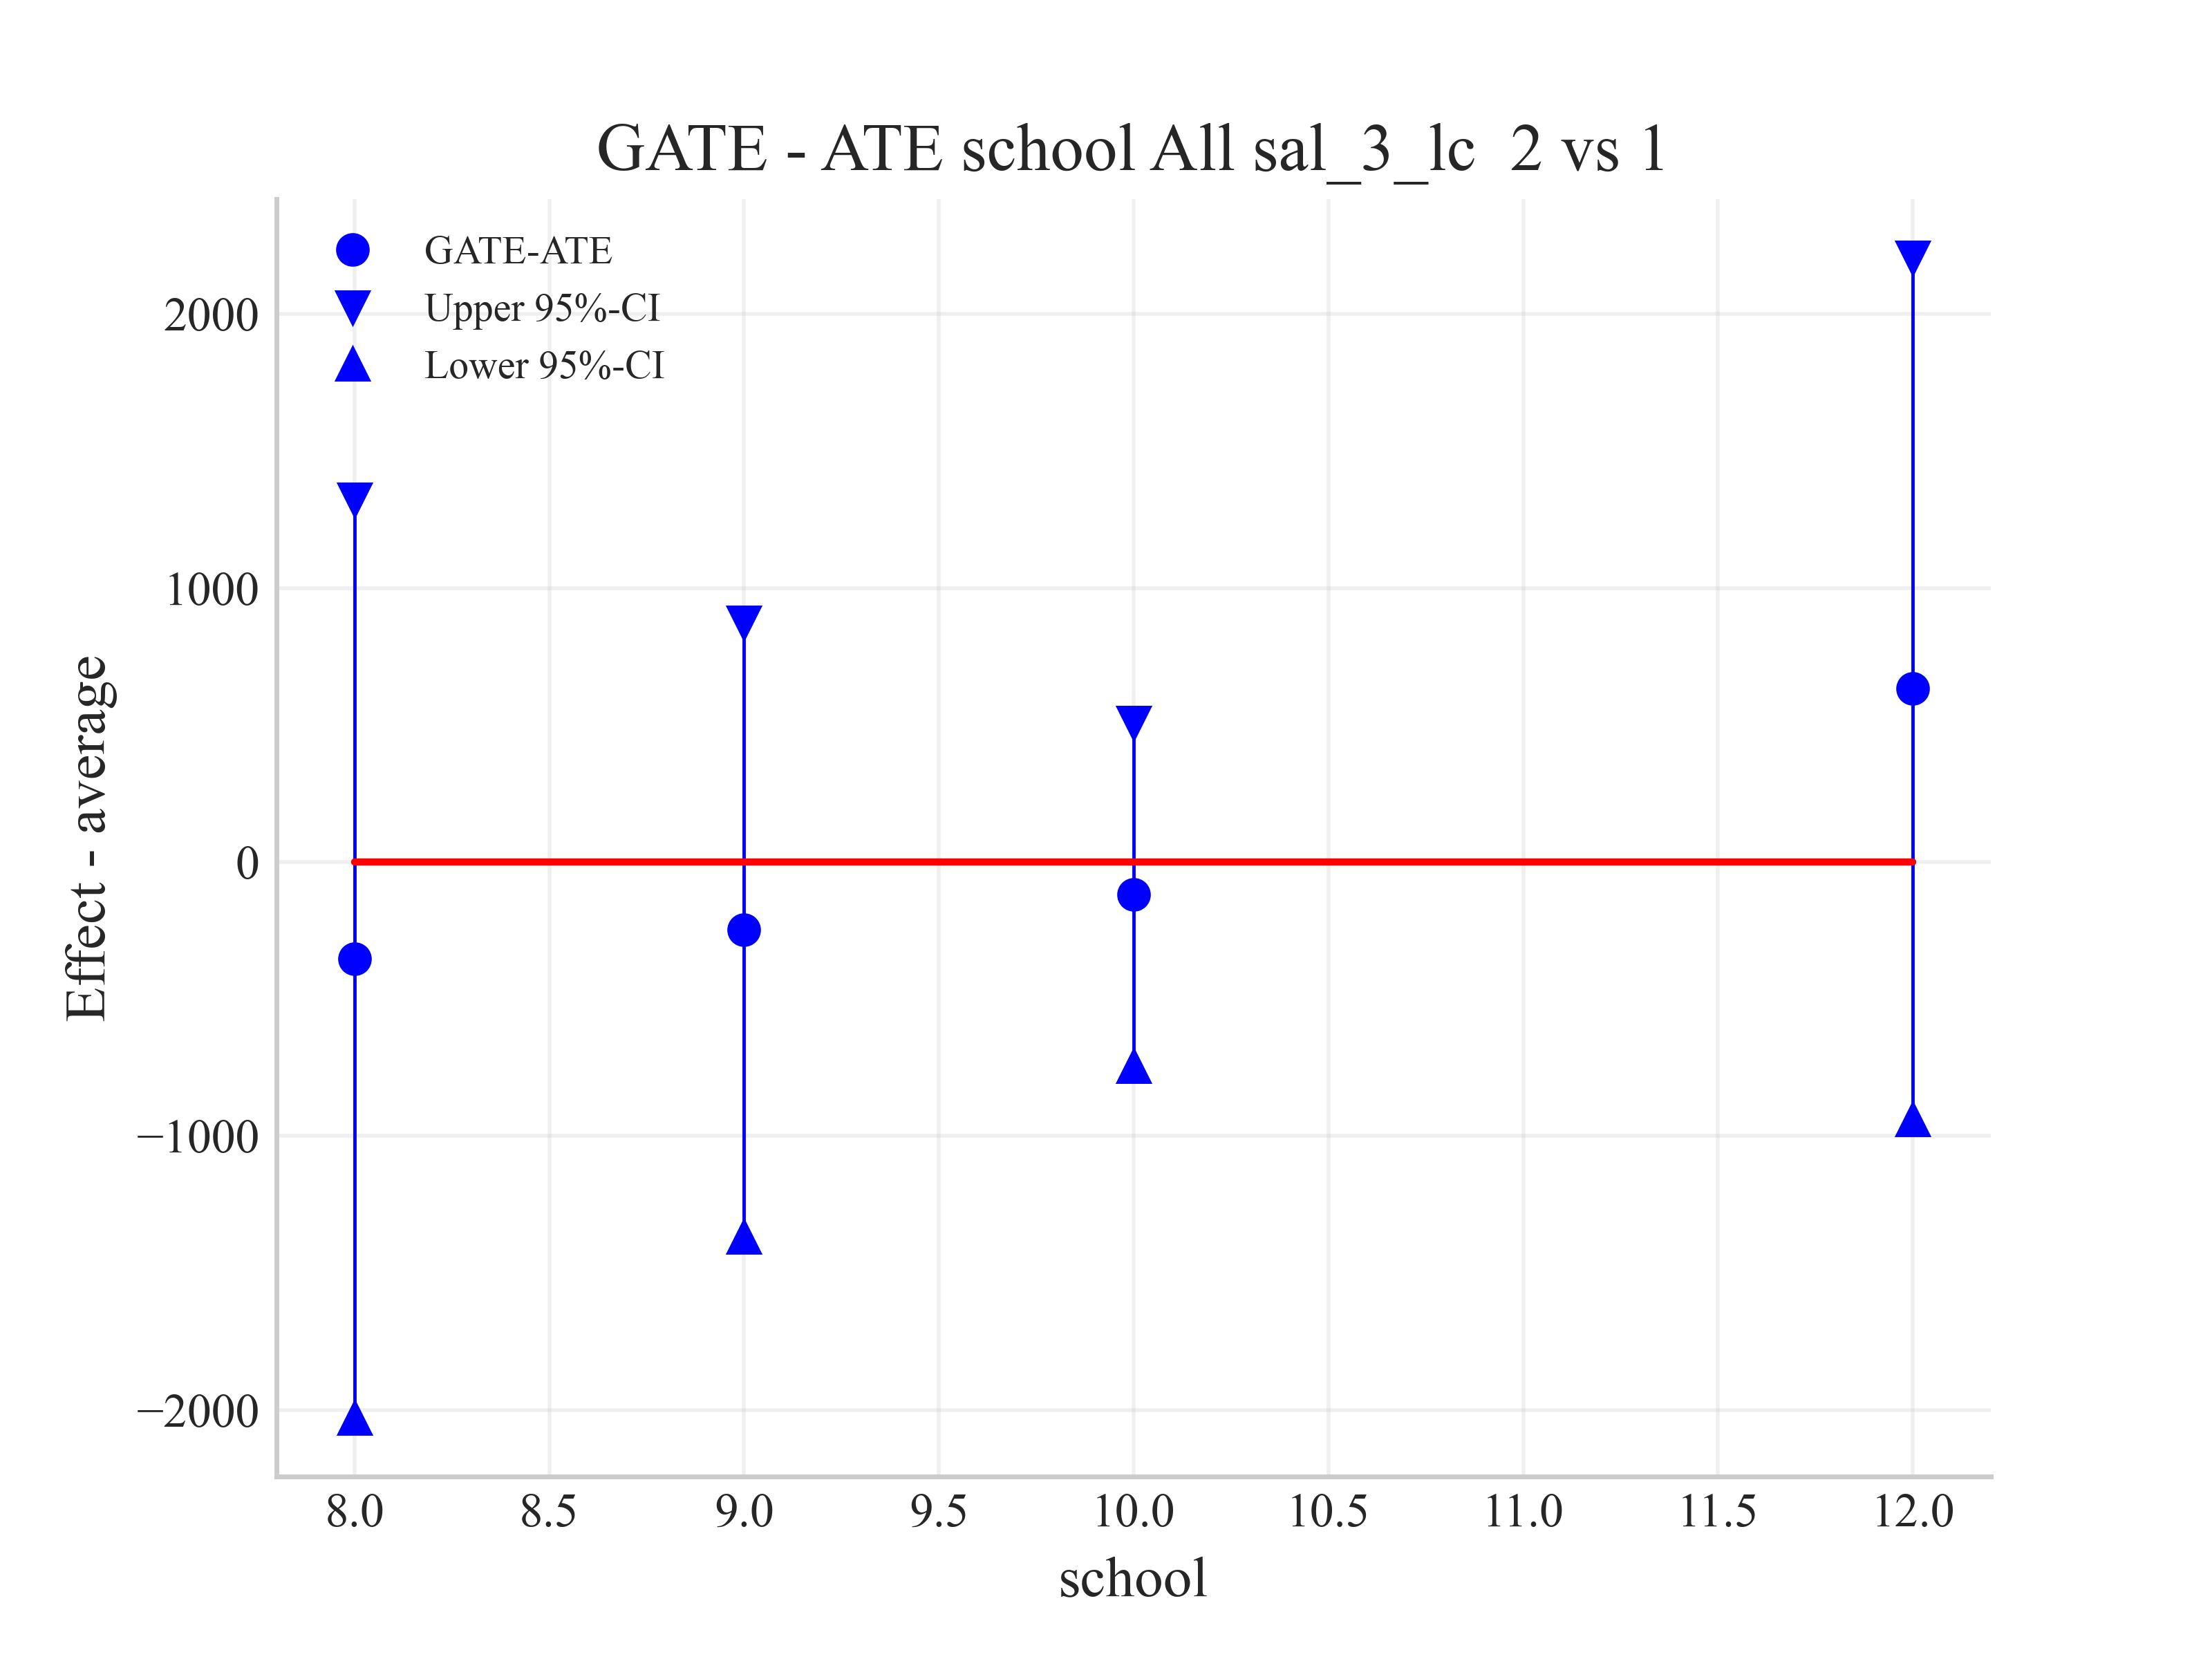 GATE - ATE school All sal_3_lc  2 vs 1
GATE-ATE
Upper 95%-CI
Lower 95%-CI
Effect - average
2000
1000
0
−1000
−2000
8.0 8.5 9.0 9.5 10.0 10.5 11.0 11.5 12.0
school